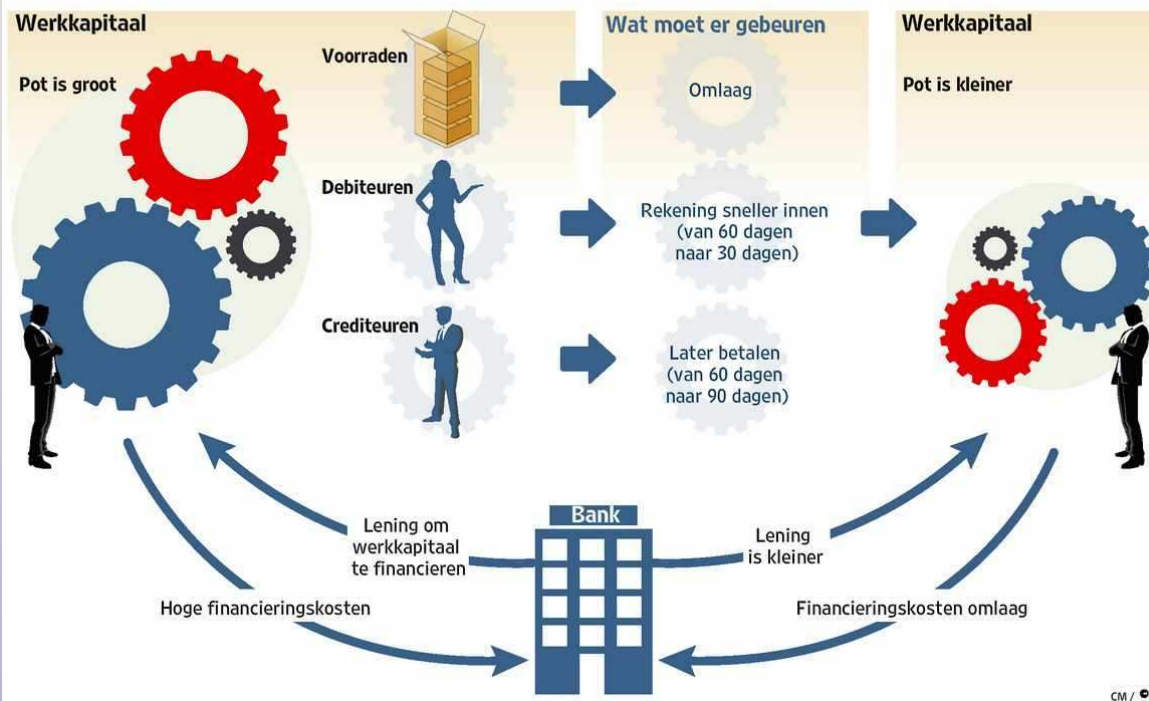 Werkkapitaal
Pot is groot
Voorraden
Debiteuren
Crediteuren
Wat moet er gebeuren
Omlaag
Rekening sneller innen
(van 60 dagen
naar 30 dagen)
Later betalen
(van 60 dagen
naar 90 dagen)
Werkkapitaal
Pot is kleiner
Bank
Lening om
werkkapitaal
te financieren
Lening
is kleiner
Hoge financieringskosten
Financieringskosten omlaag
CM / ©